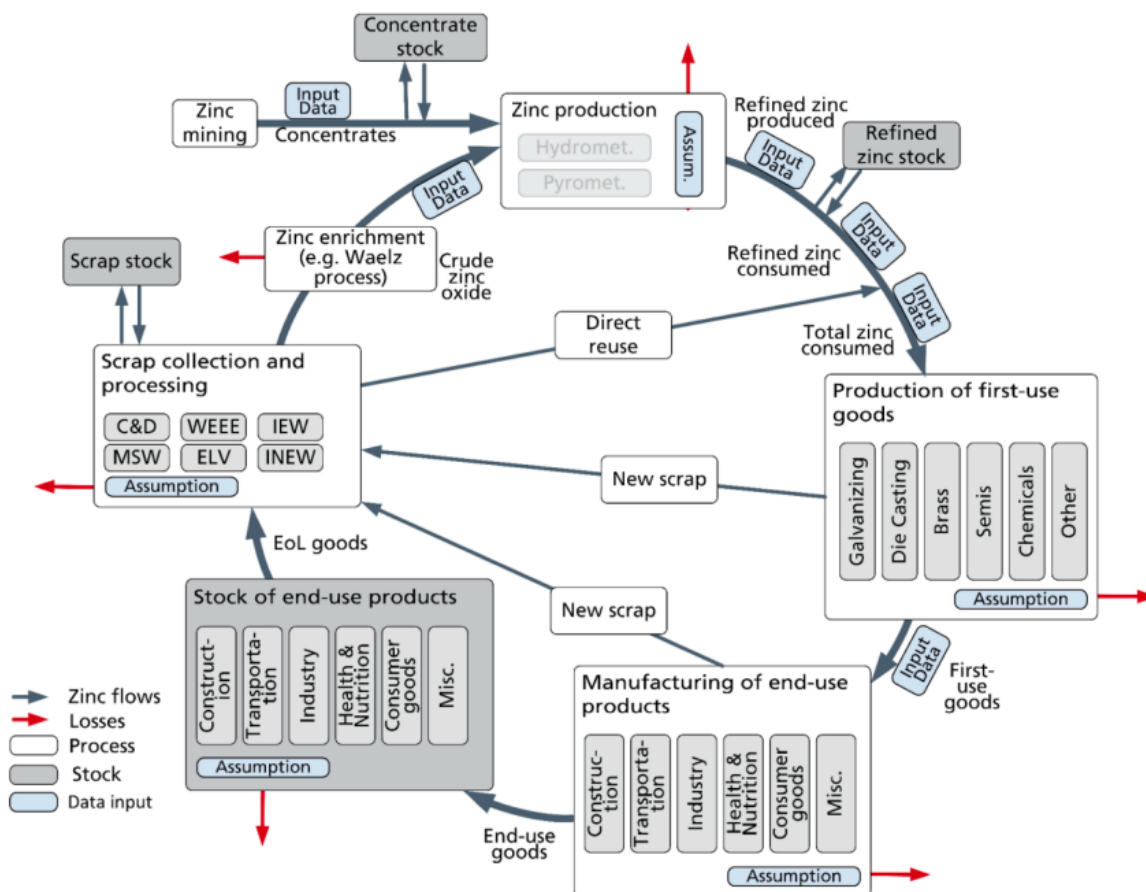 Concentrate
stock
Zinc
mining
Input
Data
Concentrates
Zinc production
Hydromet.
Pyromet.
Assum.
Refined zinc
produced
Input
Data
Refined
zinc stock
Input
Data
Refined zinc
consumed
Input
Data
Total zinc
consumed
Input
Data
Zinc enrichment
(e.g. Waelz
process)
Crude
zinc
oxide
Scrap stock
Direct
reuse
Scrap collection and
processing
C&D
WEEE
IEW
MSW
ELV
INEW
Assumption
Production of first-use
goods
Galvanizing
Die Casting
Brass
Semis
Chemicals
Other
Assumption
New scrap
EoL goods
New scrap
Input
Data
First-
use
goods
Stock of end-use products
Construct-
ion
Transporta-
tion
Industry
Health &
Nutrition
Consumer
goods
Misc.
Assumption
Manufacturing of end-use
products
Construc-
tion
Transporta-
tion
Industry
Health &
Nutrition
Consumer
goods
Misc.
Assumption
End-use
goods
Zinc flows
Losses
Process
Stock
Data input